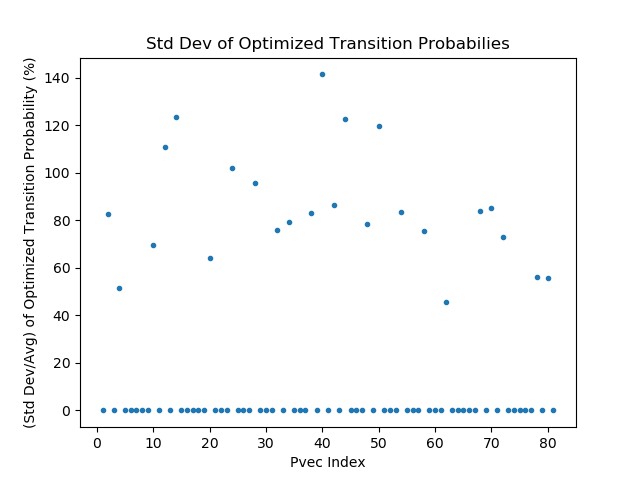 Std Dev of Optimized Transition Probabilies
(Std Dev/Avg) of Optimized Transition Probability (%)
140
120
100
80
60
40
20
0
0 10 20 30 40 50 60 70 80
Pvec Index